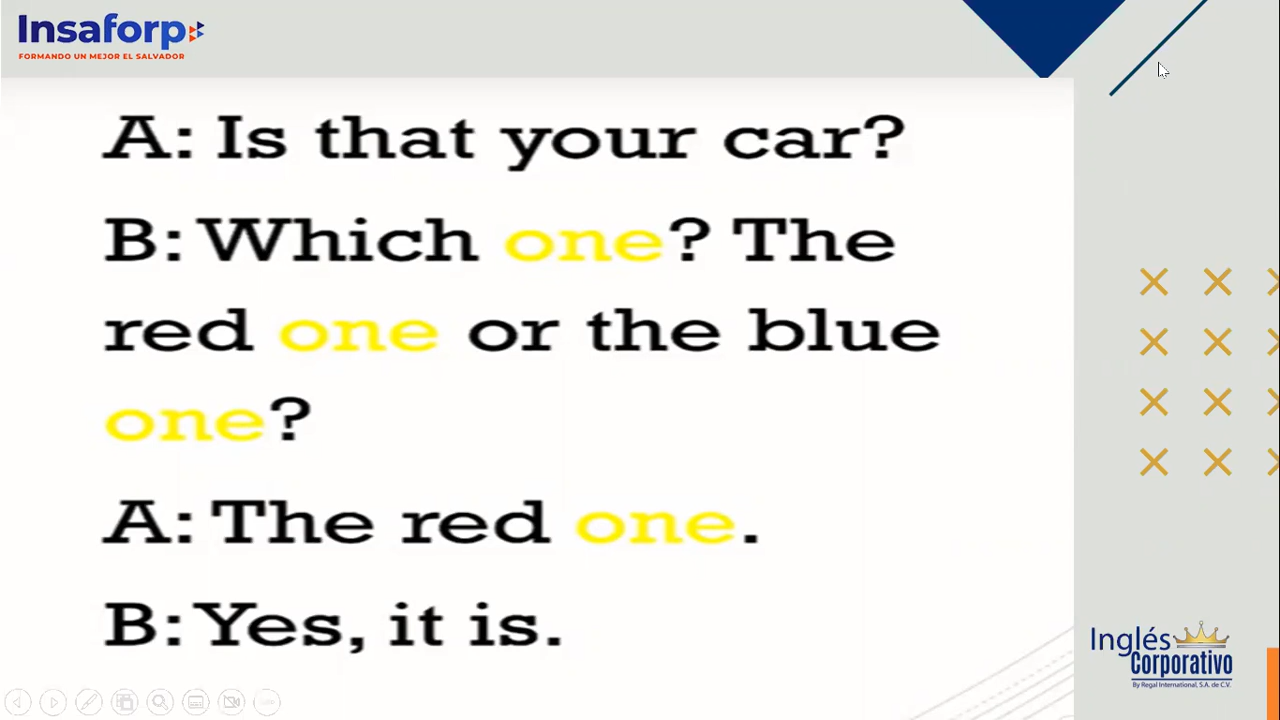 Insaforp
FORMANDO UN MEJOR EL SALVADOR
A: Is that your car?
B: Which one? The
red one or the blue
one?
A: The red one.
B: Yes, it is.
Inglés
Corporativo
By Regal International, S.A. de C.V.